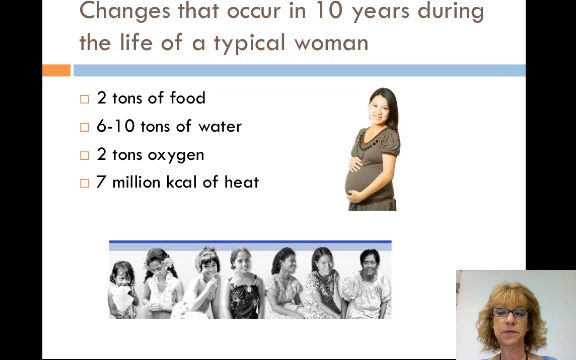 Changes that occur in 10 years during
the life of a typical woman
2 tons of food
6-10 tons of water
2 tons oxygen
7 million kcal of heat